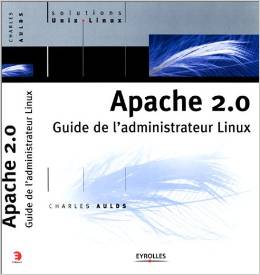 CHARLES AULDS
solutions
Unix•Linux
Apache 2.0
Guide de l'administrateur Linux
CHARLES AULDS
EYROLLES
Apache 2.0
Guide de l'administrateur Linux